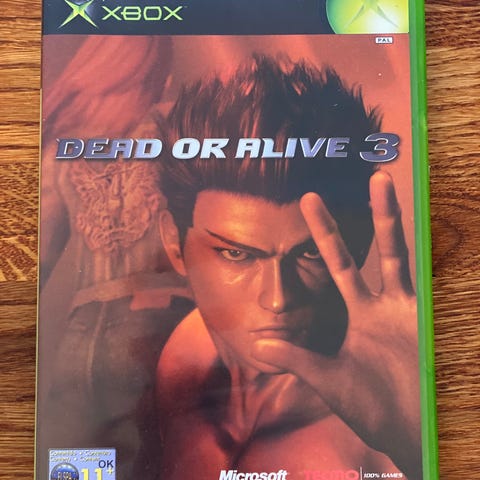 XBOX
PAL
DEAD OR ALIVE 3
11+
OK
Microsoft
TECMO
100% GAMES